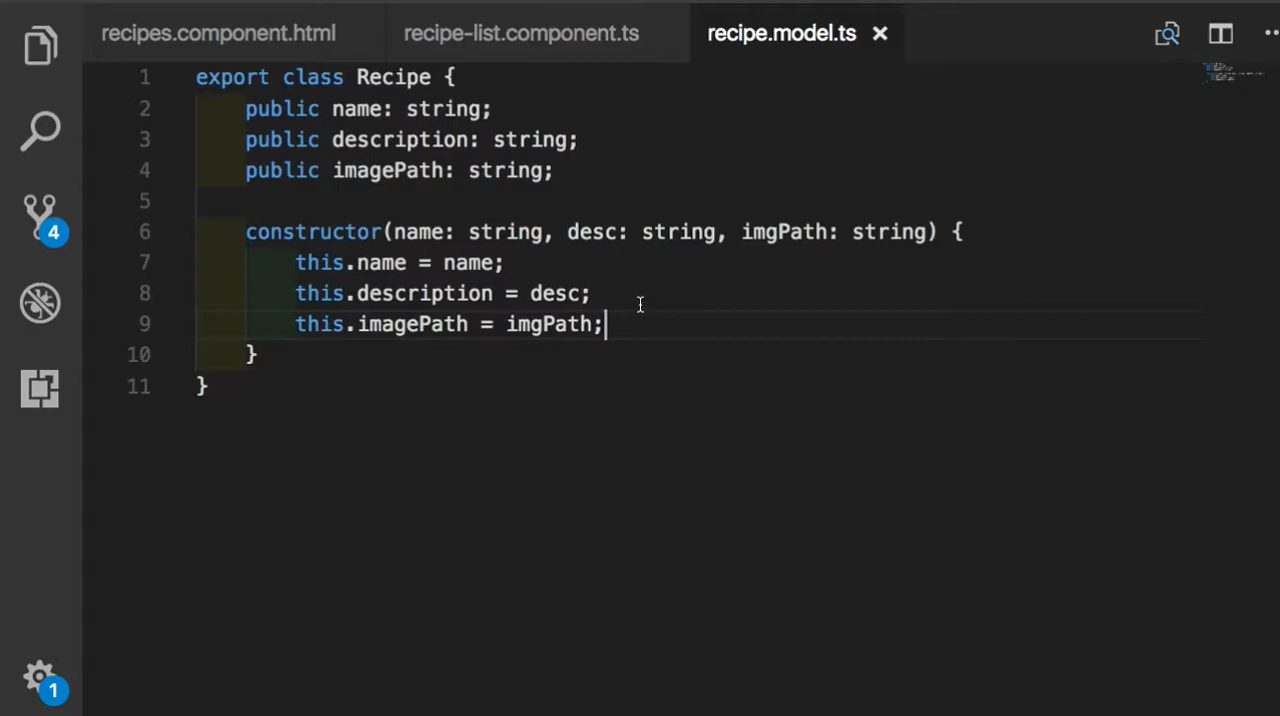 recipes.component.html recipe-list.component.ts recipe.model.ts
1 export class Recipe {
2 public name: string;
3 public description: string;
4 public imagePath: string;
5
6 constructor(name: string, desc: string, imgPath: string) {
7 this.name = name;
8 this.description = desc;
9 this.imagePath = imgPath;
10 }
11 }
4
1